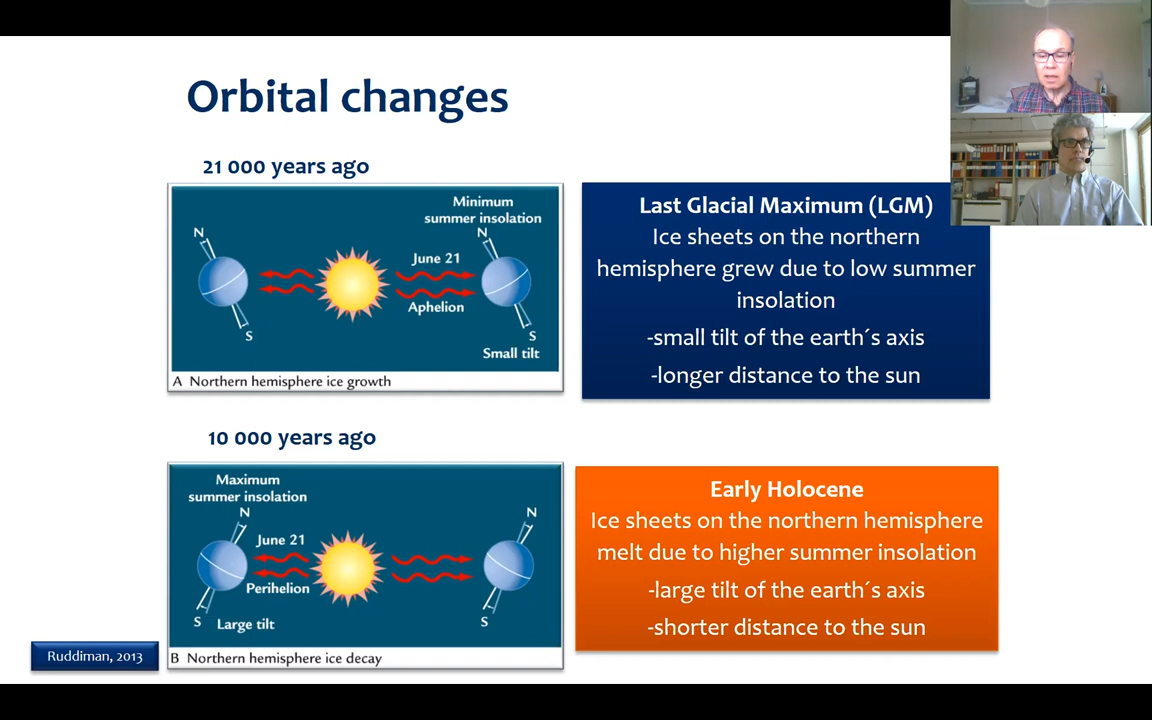 Orbital changes
21 000 years ago
Minimum
summer insolation
N
N
June 21
Aphelion
S
S
Small tilt
A Northern hemisphere ice growth
Last Glacial Maximum (LGM)
Ice sheets on the northern
hemisphere grew due to low summer
insolation
-small tilt of the earth´s axis
-longer distance to the sun
10 000 years ago
Maximum
summer insolation
N
N
June 21
Perihelion
S
S
Large tilt
B Northern hemisphere ice decay
Early Holocene
Ice sheets on the northern hemisphere
melt due to higher summer insolation
-large tilt of the earth´s axis
-shorter distance to the sun
Ruddiman, 2013